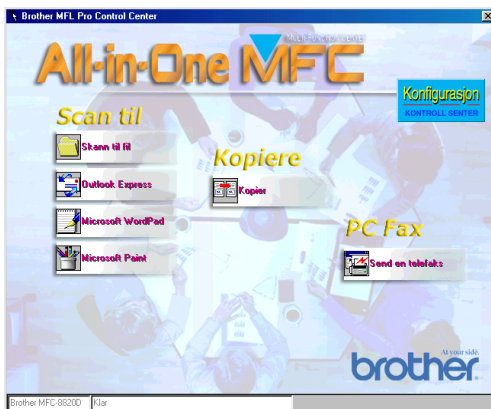 Brother MFL Pro Control Center
MULTI-FUNCTION CENTER
All-in-One MFC
Konfigurasjon
KONTROLL SENTER
Scan til
Skann til fil
Outlook Express
Microsoft WordPad
Microsoft Paint
Kopiere
Kopier
PC Fax
Send en telefaks
At your side.
brother
Brother MFC-8820D Klar